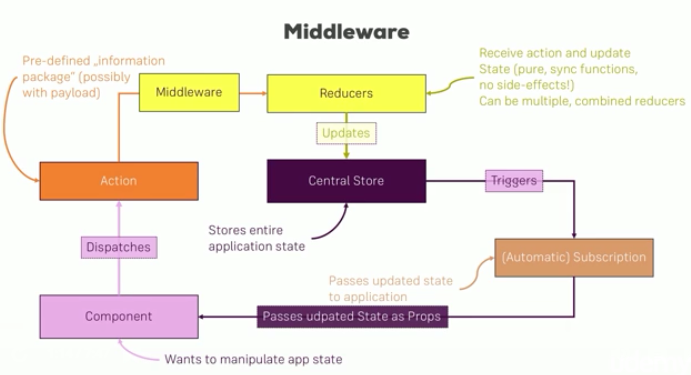 Middleware
Pre-defined „information
package" (possibly
with payload)
Middleware
Reducers
Receive action and update
State (pure, sync functions,
no side-effects!)
Can be multiple, combined reducers
Updates
Action
Central Store
Triggers
Stores entire
application state
Dispatches
(Automatic) Subscription
Passes updated state
to application
Component
Passes udpated State as Props
Wants to manipulate app state